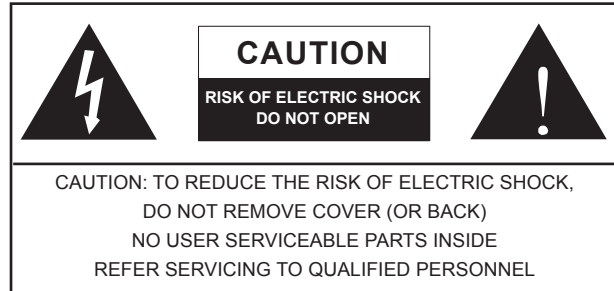 CAUTION
RISK OF ELECTRIC SHOCK
DO NOT OPEN
CAUTION: TO REDUCE THE RISK OF ELECTRIC SHOCK,
DO NOT REMOVE COVER (OR BACK)
NO USER SERVICEABLE PARTS INSIDE
REFER SERVICING TO QUALIFIED PERSONNEL